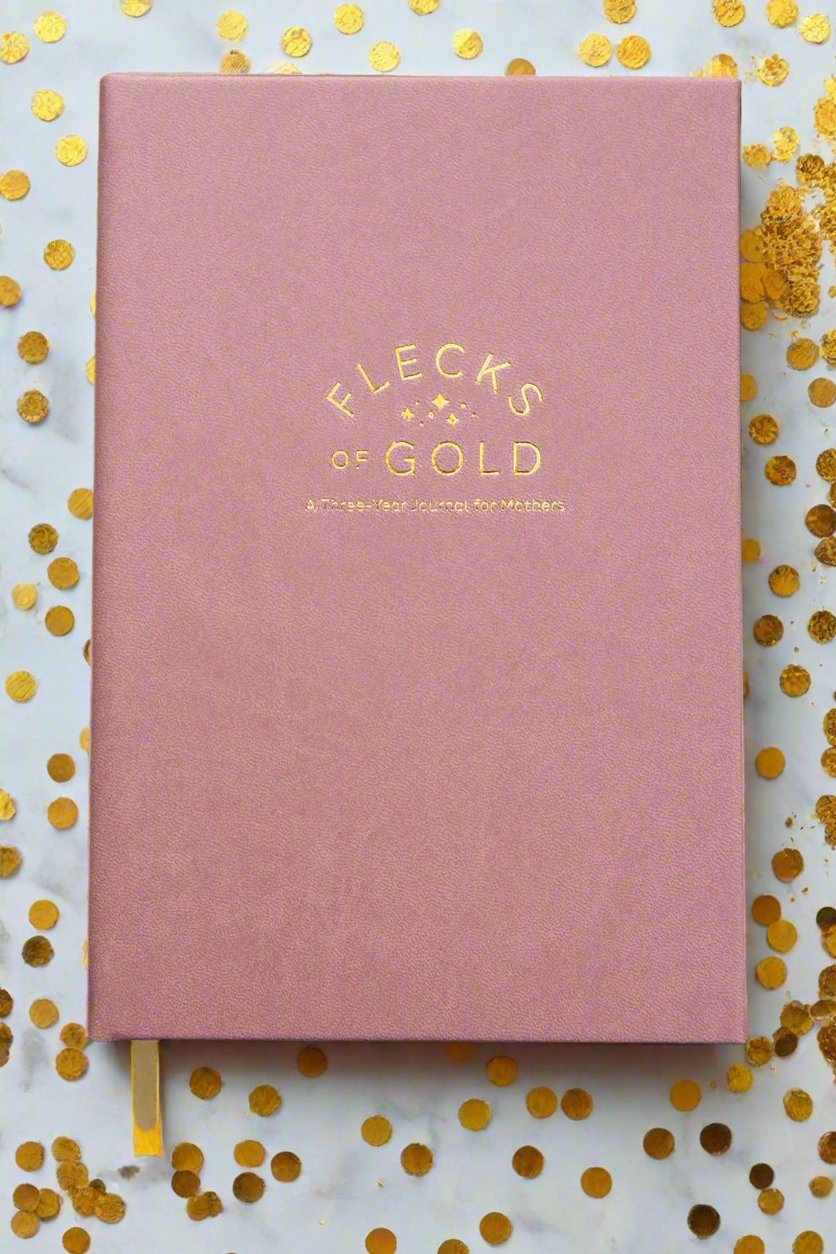 FLECKS
OF GOLD
A Three-Year Journal for Mothers